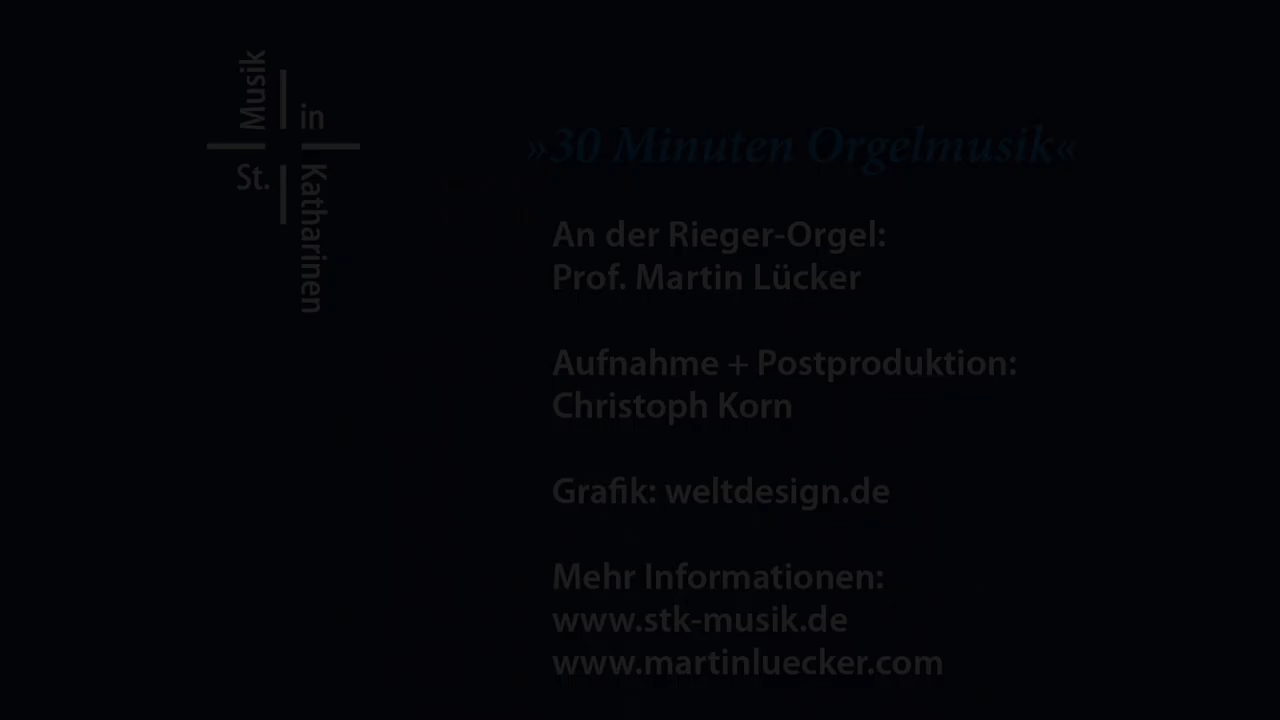 Musik
in
St.
Katharinen
»30 Minuten Orgelmusik«
An der Rieger-Orgel:
Prof. Martin Lücker
Aufnahme + Postproduktion:
Christoph Korn
Grafik: weltdesign.de
Mehr Informationen:
www.stk-musik.de
www.martinluecker.com